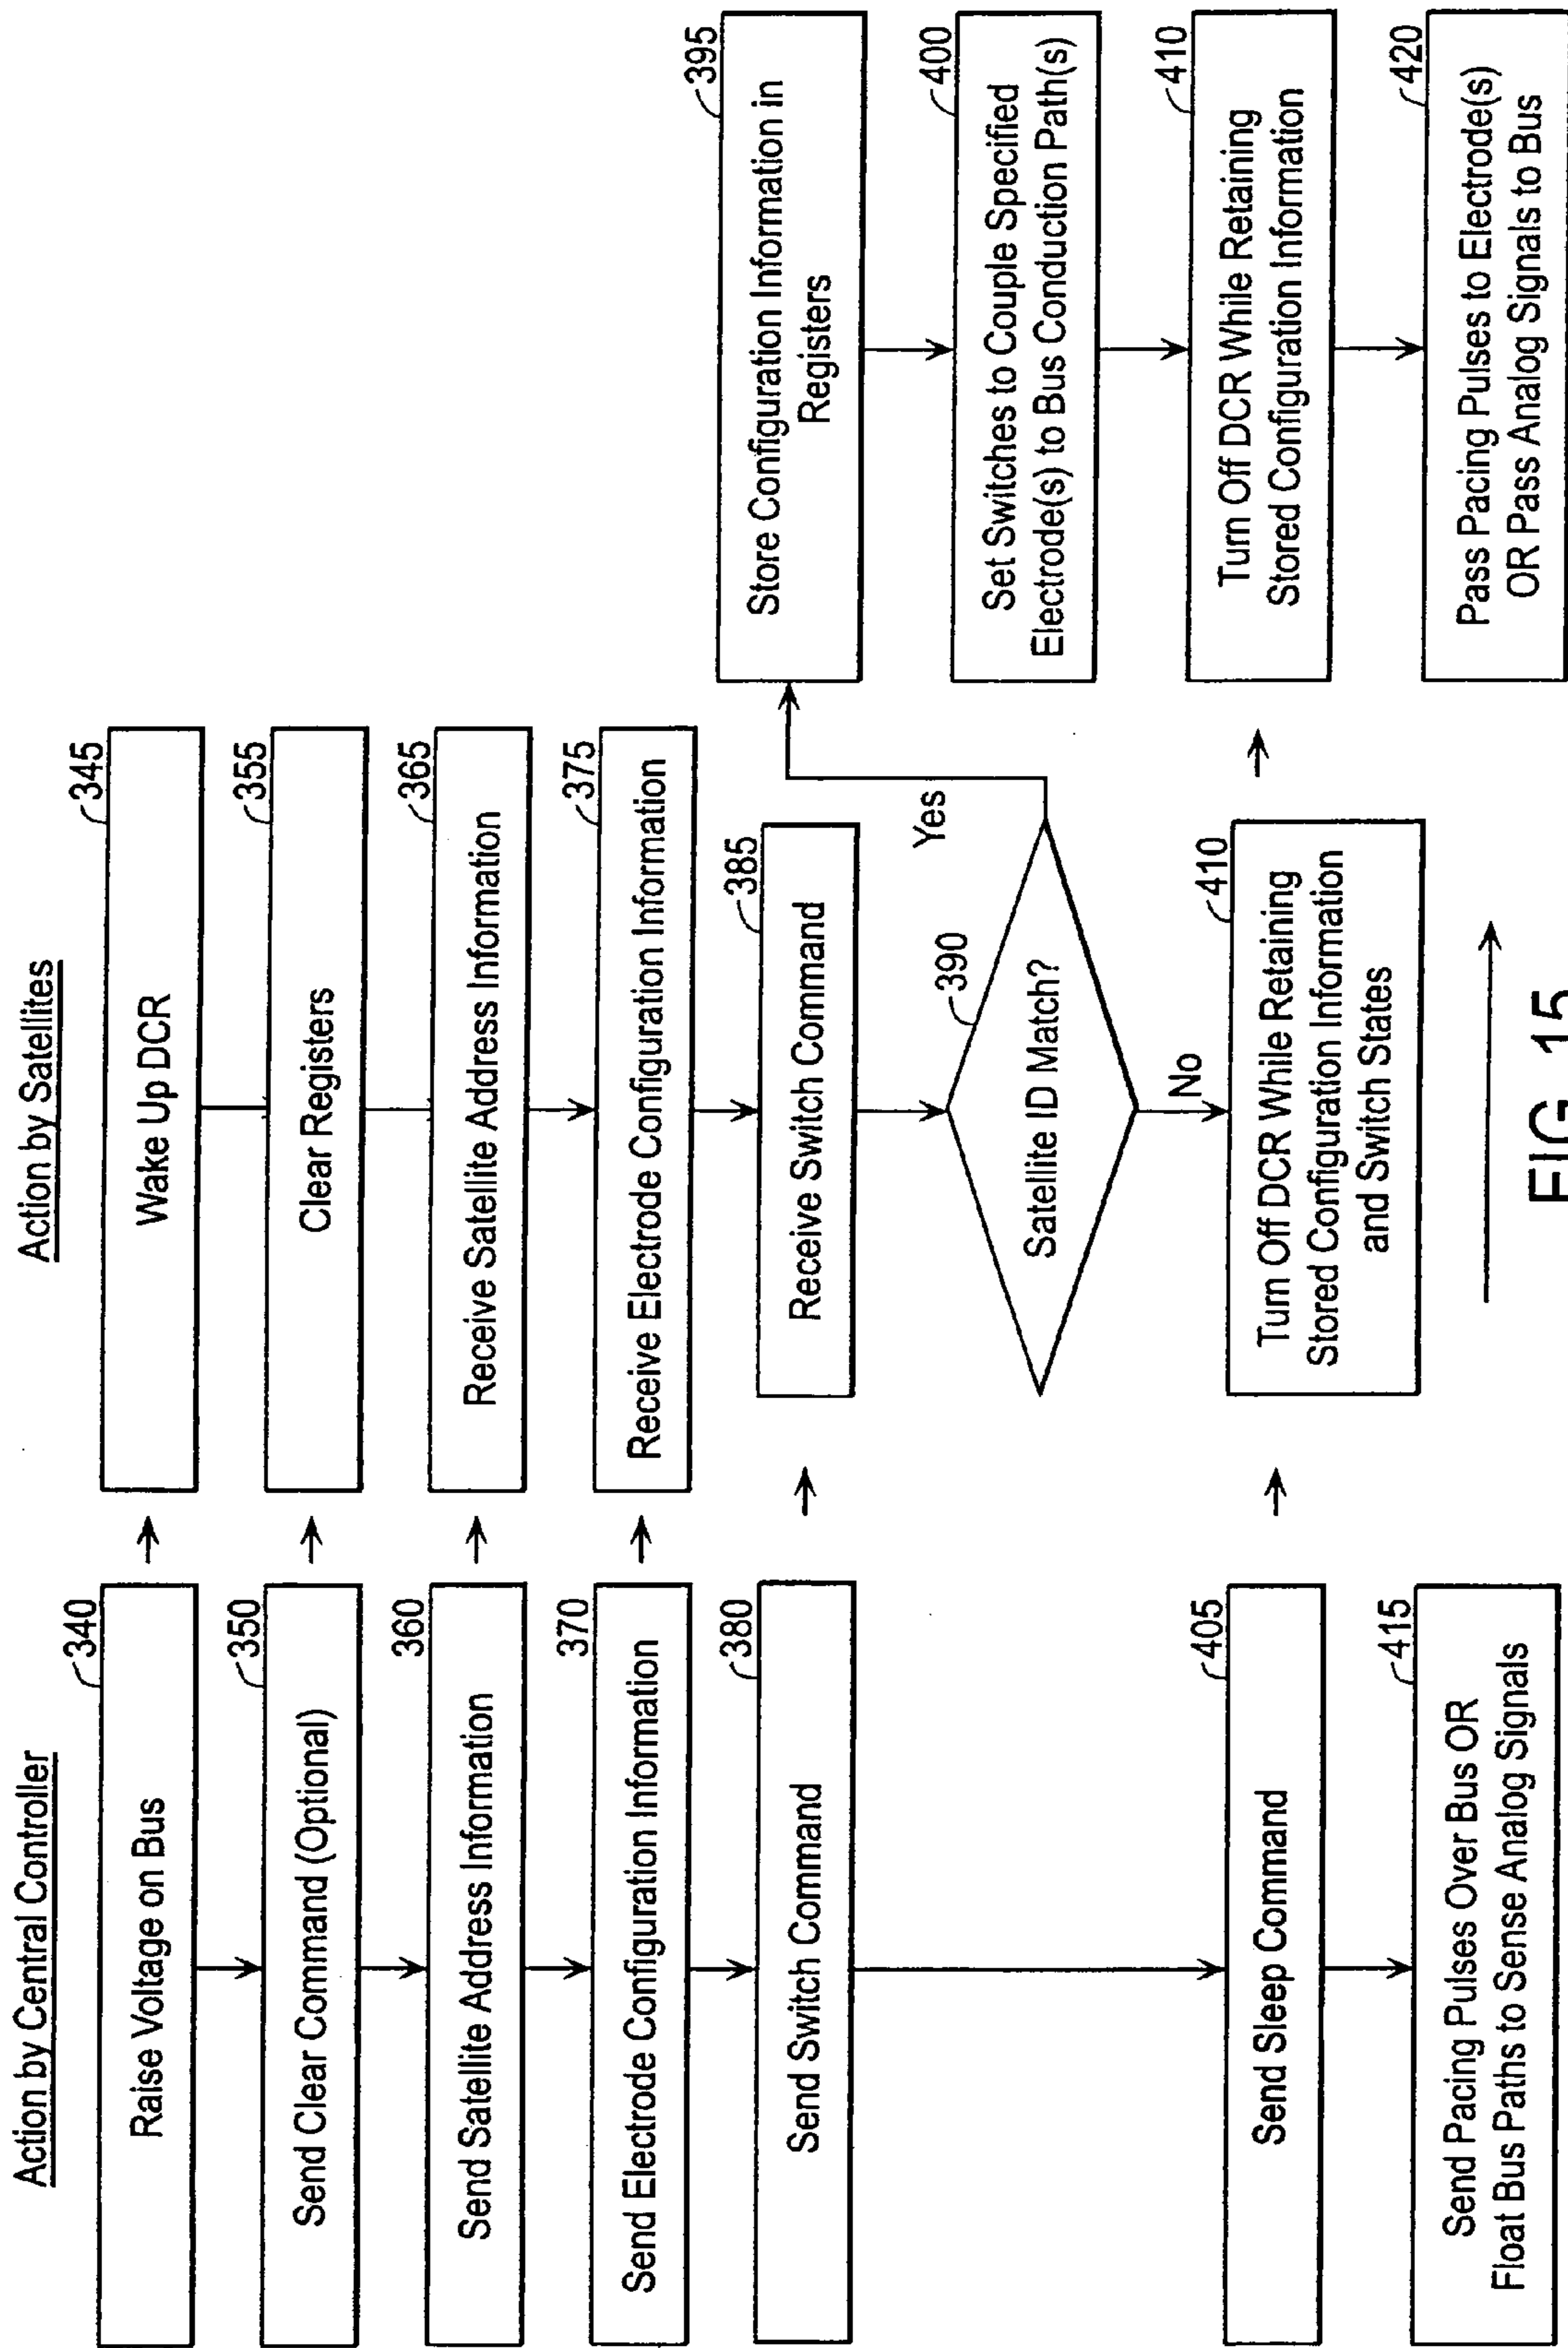 Action by Central Controller
340
Raise Voltage on Bus
350
Send Clear Command (Optional)
360
Send Satellite Address Information
370
Send Electrode Configuration Information
380
Send Switch Command
405
Send Sleep Command
415
Send Pacing Pulses Over Bus OR
Float Bus Paths to Sense Analog Signals
Action by Satellites
345
Wake Up DCR
355
Clear Registers
365
Receive Satellite Address Information
375
Receive Electrode Configuration Information
385
Receive Switch Command
390
Satellite ID Match?
Yes
No
410
Turn Off DCR While Retaining
Stored Configuration Information
and Switch States
395
Store Configuration Information in
Registers
400
Set Switches to Couple Specified
Electrode(s) to Bus Conduction Path(s)
410
Turn Off DCR While Retaining
Stored Configuration Information
420
Pass Pacing Pulses to Electrode(s)
OR Pass Analog Signals to Bus
FIG 15